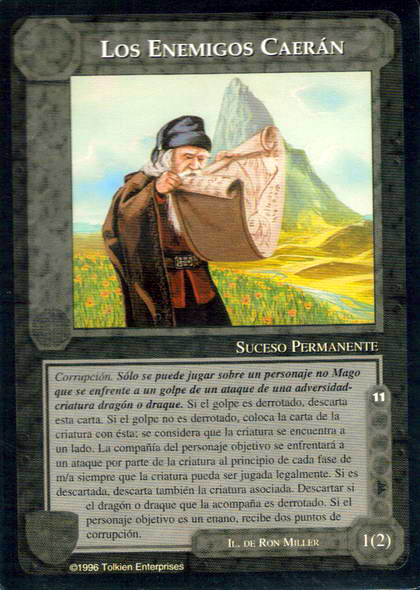 LOS ENEMIGOS CAERÁN
SUCESO PERMANENTE
Corrupción. Sólo se puede jugar sobre un personaje no Mago
que se enfrente a un golpe de un ataque de una adversidad-
criatura dragón o draque. Si el golpe es derrotado, descarta
esta carta. Si el golpe no es derrotado, coloca la carta de la
criatura con ésta: se considera que la criatura se encuentra a
un lado. La compañía del personaje objetivo se enfrentará a
un ataque por parte de la criatura al principio de cada fase de
m/a siempre que la criatura pueda ser jugada legalmente. Si es
descartada, descarta también la criatura asociada. Descartar si
el dragón o draque que la acompaña es derrotado. Si el
personaje objetivo es un enano, recibe dos puntos de
corrupción.
11
IL. DE RON MILLER
1(2)
©1996 Tolkien Enterprises